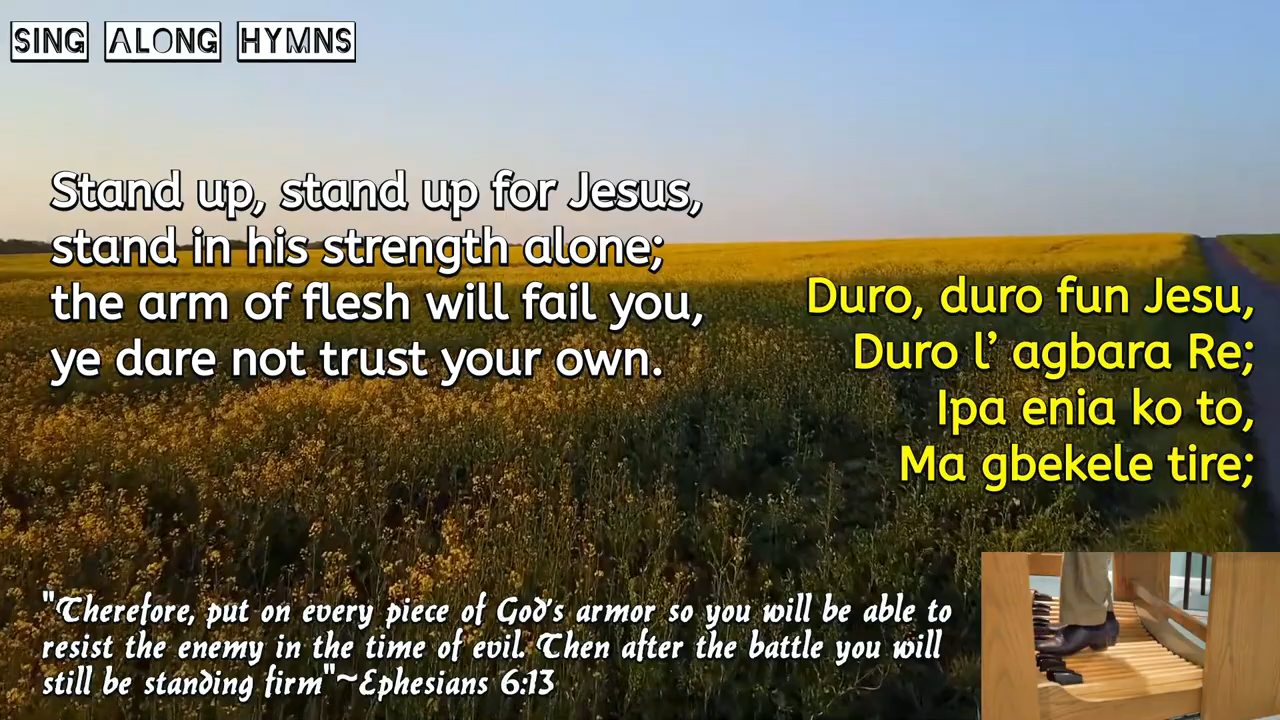 SING ALONG HYMNS
Stand up, stand up for Jesus,
stand in his strength alone;
the arm of flesh will fail you,
ye dare not trust your own.
Duro, duro fun Jesu,
Duro l’ agbara Re;
Ipa enia ko to,
Ma gbekele tire;
"Therefore, put on every piece of God's armor so you will be able to
resist the enemy in the time of evil. Then after the battle you will
still be standing firm"~Ephesians 6:13